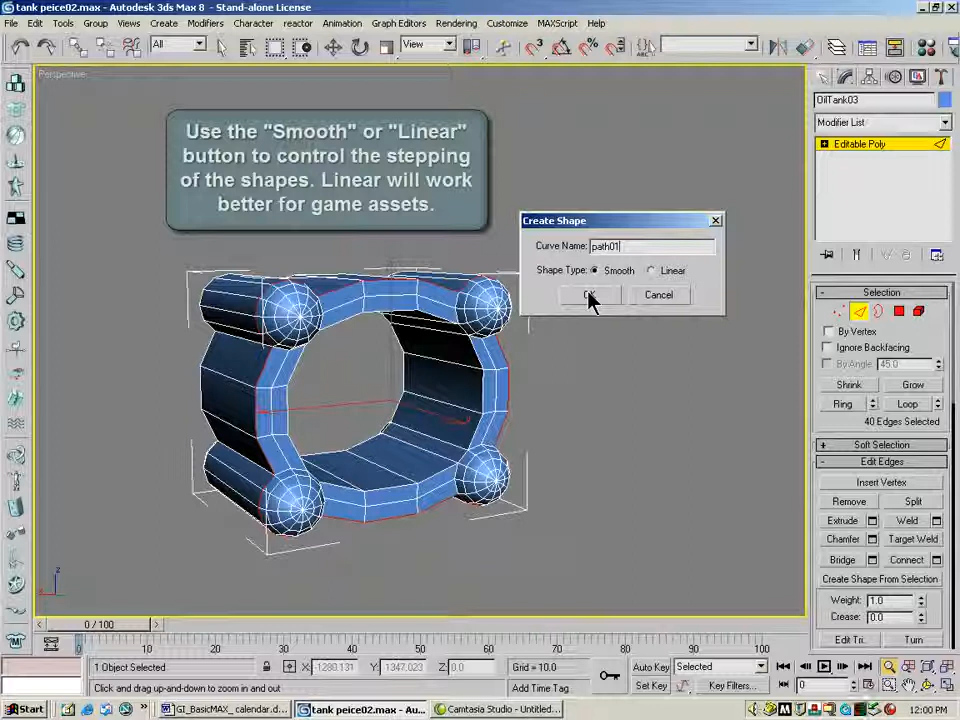 tank peice02.max - Autodesk 3ds Max 8 - Stand-alone License
File Edit Tools Group Views Create Modifiers Character reactor Animation Graph Editors Rendering Customize MAXScript Help
All
View
Perspective
Use the "Smooth" or "Linear"
button to control the stepping
of the shapes. Linear will work
better for game assets.
Create Shape
Curve Name: path01
Shape Type: Smooth Linear
Cancel
OilTank03
Modifier List
Editable Poly
Selection
By Vertex
Ignore Backfacing
By Angle 45.0
Shrink Grow
Ring Loop
40 Edges Selected
Soft Selection
Edit Edges
Insert Vertex
Remove Split
Extrude Weld
Chamfer Target Weld
Bridge Connect
Create Shape From Selection
Weight: 1.0
Crease: 0.0
Edit Tri. Turn
z
0 / 100
0 10 20 30 40 50 60 70 80 90 100
1 Object Selected X: -1280.131 Y: -1347.023 Z: 0.0 Grid = 10.0 Auto Key Selected
Click and drag up-and-down to zoom in and out Add Time Tag Set Key Key Filters... 0
Start GI_BasicMAX_ calendar.d... tank peice02.max - Au... Camtasia Studio - Untitled... 12:00 PM